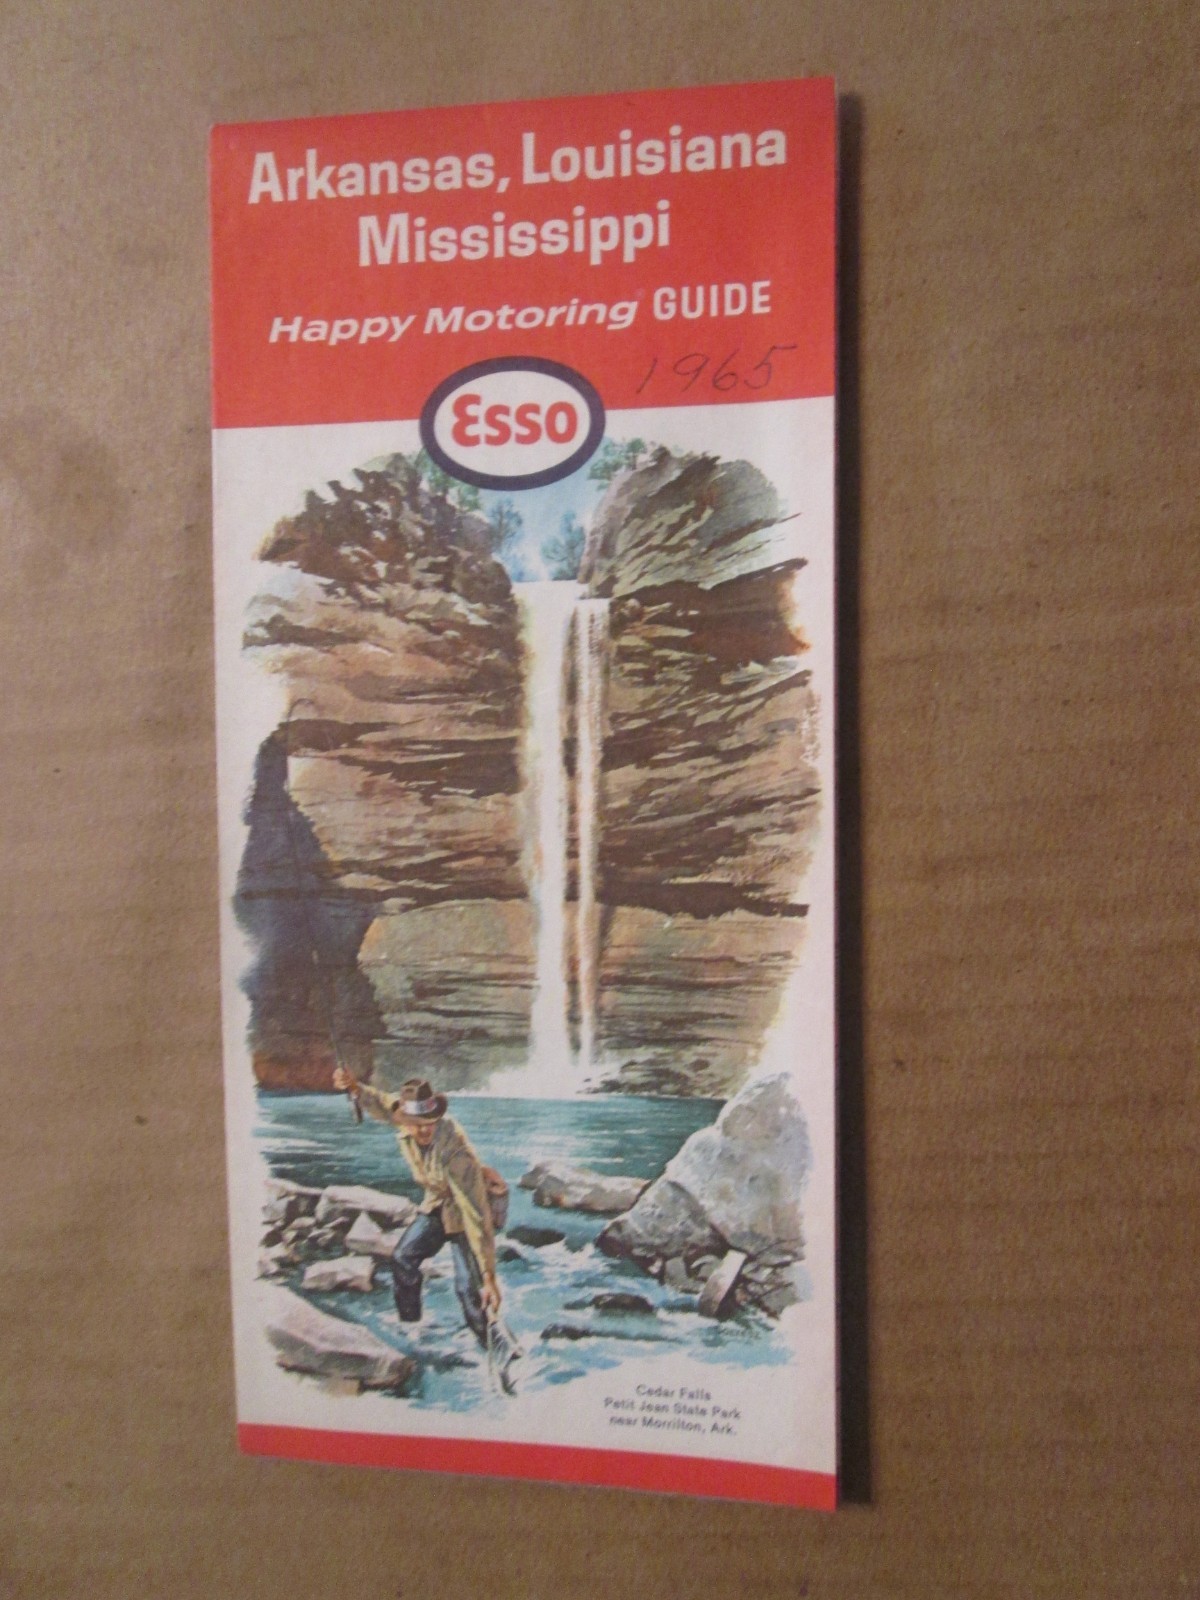 Arkansas, Louisiana
Mississippi
Happy Motoring GUIDE
1965
Esso
Cedar Falls
Petit Jean State Park
near Morrilton, Ark.